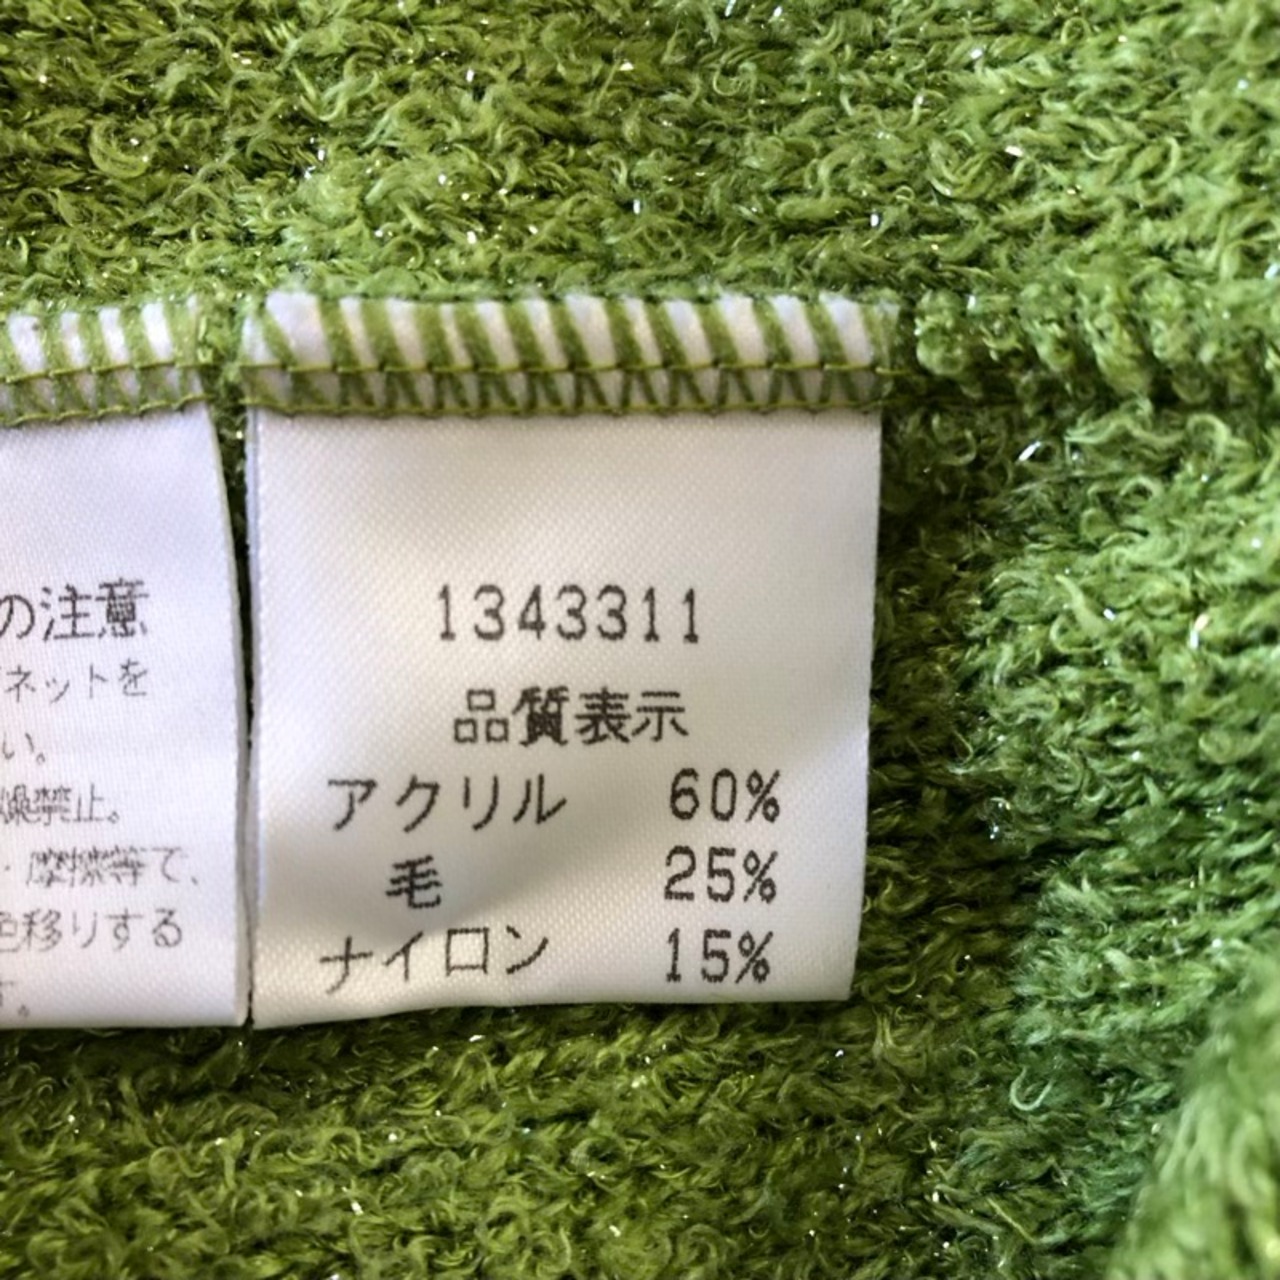 の注意
ネットを
い。
燥禁止。
・摩擦等で、
色移りする
す。
1343311
品質表示
アクリル 60%
毛 25%
ナイロン 15%